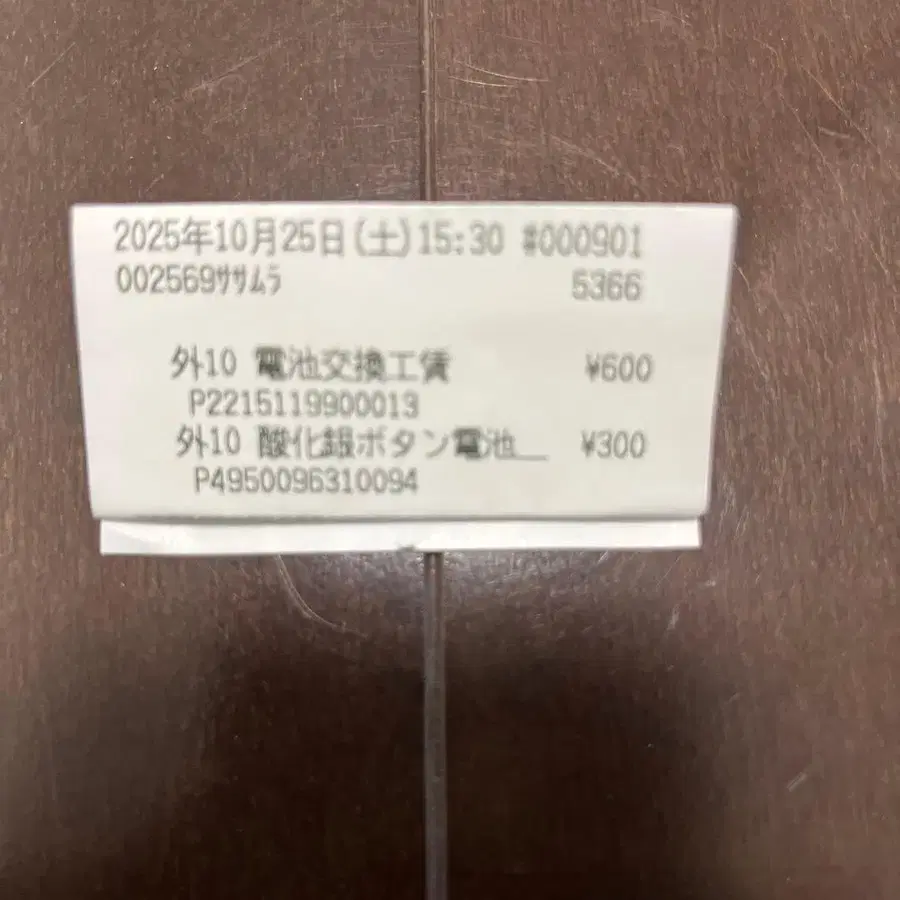 2025年10月25日(土)15:30 #000901
002569ササムラ 5366
外10 電池交換工賃 ¥600
P2215119900013
外10 酸化銀ボタン電池__ ¥300
P4950096310094